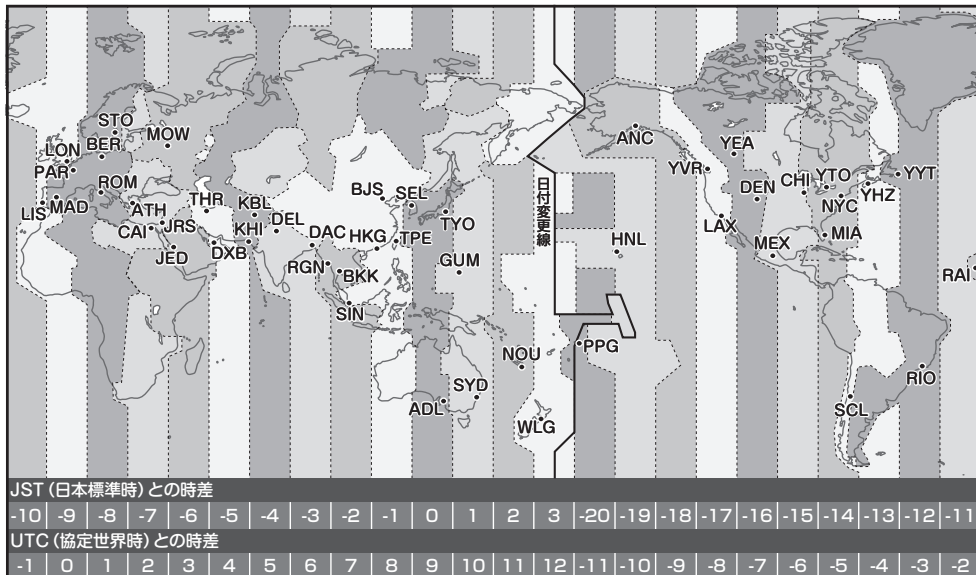 STO
MOW
LON
BER
PAR
ROM
LIS
MAD
ATH
THR
KBL
DEL
CAI
JRS
KHI
DAC
JED
DXB
RGN
BKK
SIN
BJS
SEL
TYO
HKG
TPE
GUM
NOU
SYD
ADL
WLG
日付変更線
PPG
HNL
ANC
YVR
YEA
DEN
CHI
YTO
NYC
YHZ
YYT
LAX
MEX
MIA
RAI
RIO
SCL
JST（日本標準時）との時差
-10 -9 -8 -7 -6 -5 -4 -3 -2 -1 0 1 2 3 -20 -19 -18 -17 -16 -15 -14 -13 -12 -11
UTC（協定世界時）との時差
-1 0 1 2 3 4 5 6 7 8 9 10 11 12 -11 -10 -9 -8 -7 -6 -5 -4 -3 -2